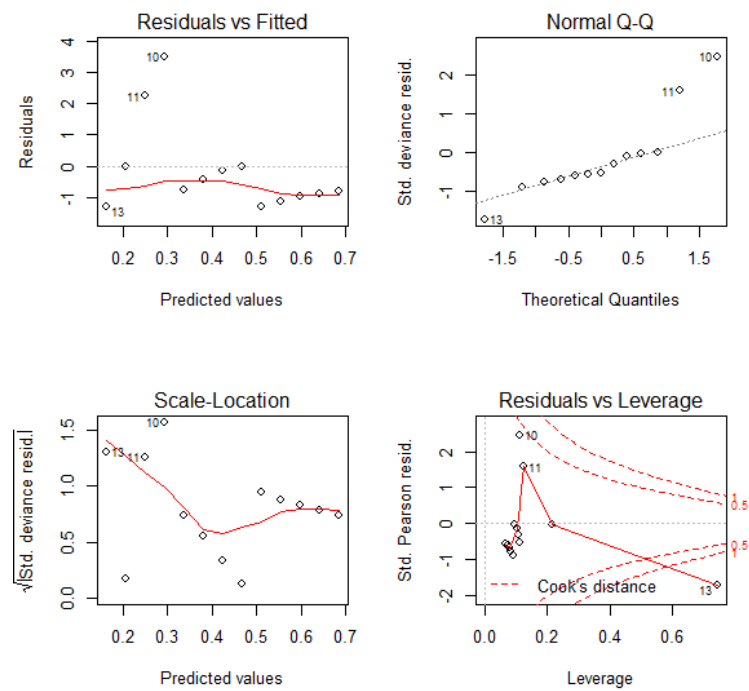 Residuals vs Fitted
Residuals
4
3
2
1
0
-1
10
11
13
0.2 0.3 0.4 0.5 0.6 0.7
Predicted values
Normal Q-Q
Std. deviance resid.
2
1
0
-1
10
11
13
-1.5 -0.5 0.5 1.5
Theoretical Quantiles
Scale-Location
√|Std. deviance resid.|
1.5
1.0
0.5
0.0
10
13
11
0.2 0.3 0.4 0.5 0.6 0.7
Predicted values
Residuals vs Leverage
Std. Pearson resid.
2
1
0
-1
-2
10
11
13
1
0.5
0.5
1
Cook's distance
0.0 0.2 0.4 0.6
Leverage